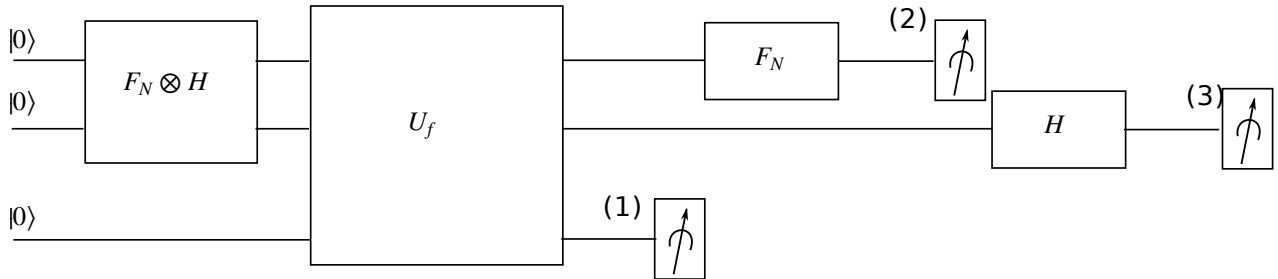 |0⟩
|0⟩
|0⟩
F_N ⊗ H
U_f
(1)
F_N
(2)
H
(3)